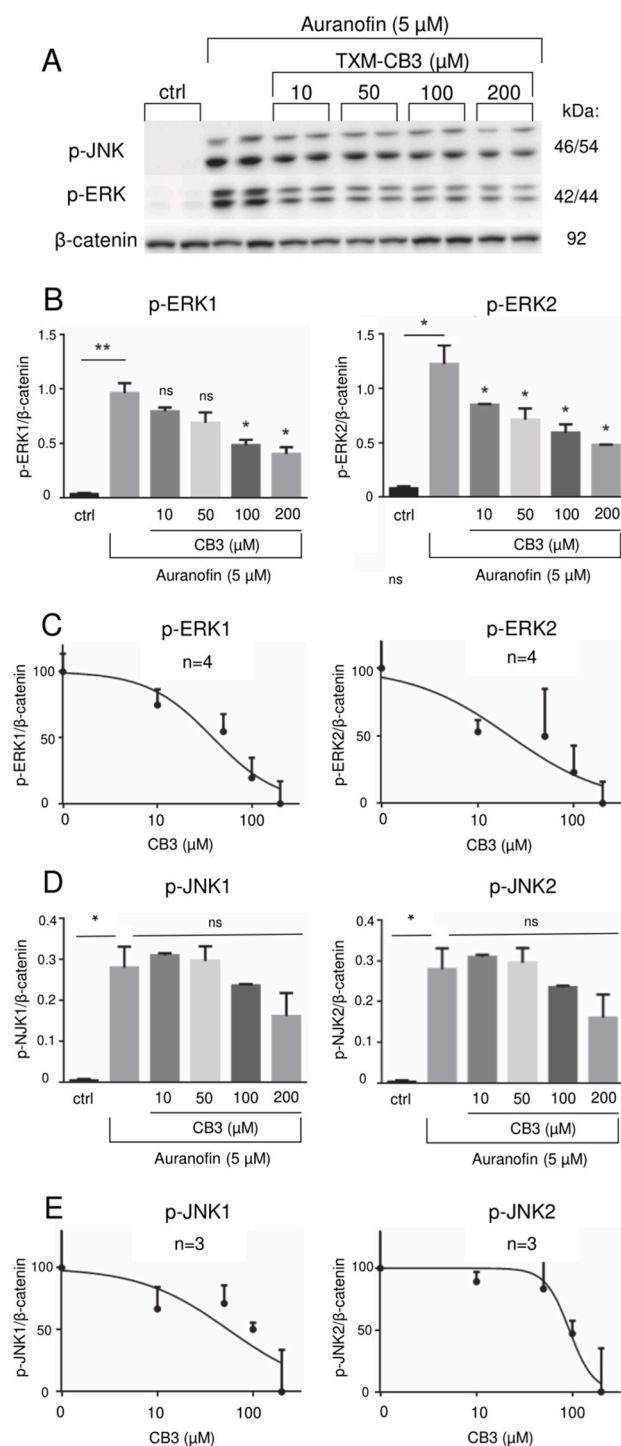 Auranofin (5 µM)
A
TXM-CB3 (µM)
ctrl 10 50 100 200 kDa:
p-JNK 46/54
p-ERK 42/44
β-catenin 92
B
p-ERK1 p-ERK2
1.5 1.5
** *
ns ns * * * * * *
1.0 1.0
0.5 0.5
0 0
p-ERK1/β-catenin p-ERK2/β-catenin
ctrl 10 50 100 200 ctrl 10 50 100 200
CB3 (µM) CB3 (µM)
Auranofin (5 µM) ns Auranofin (5 µM)
C
p-ERK1 p-ERK2
n=4 n=4
100 100
50 50
0 0
p-ERK1/β-catenin p-ERK2/β-catenin
0 10 100 0 10 100
CB3 (µM) CB3 (µM)
D
p-JNK1 p-JNK2
0.4 * ns 0.4 * ns
0.3 0.3
0.2 0.2
0.1 0.1
0 0
p-NJK1/β-catenin p-NJK2/β-catenin
ctrl 10 50 100 200 ctrl 10 50 100 200
CB3 (µM) CB3 (µM)
Auranofin (5 µM) Auranofin (5 µM)
E
p-JNK1 p-JNK2
n=3 n=3
100 100
50 50
0 0
p-JNK1/β-catenin p-JNK2/β-catenin
0 10 100 0 10 100
CB3 (µM) CB3 (µM)